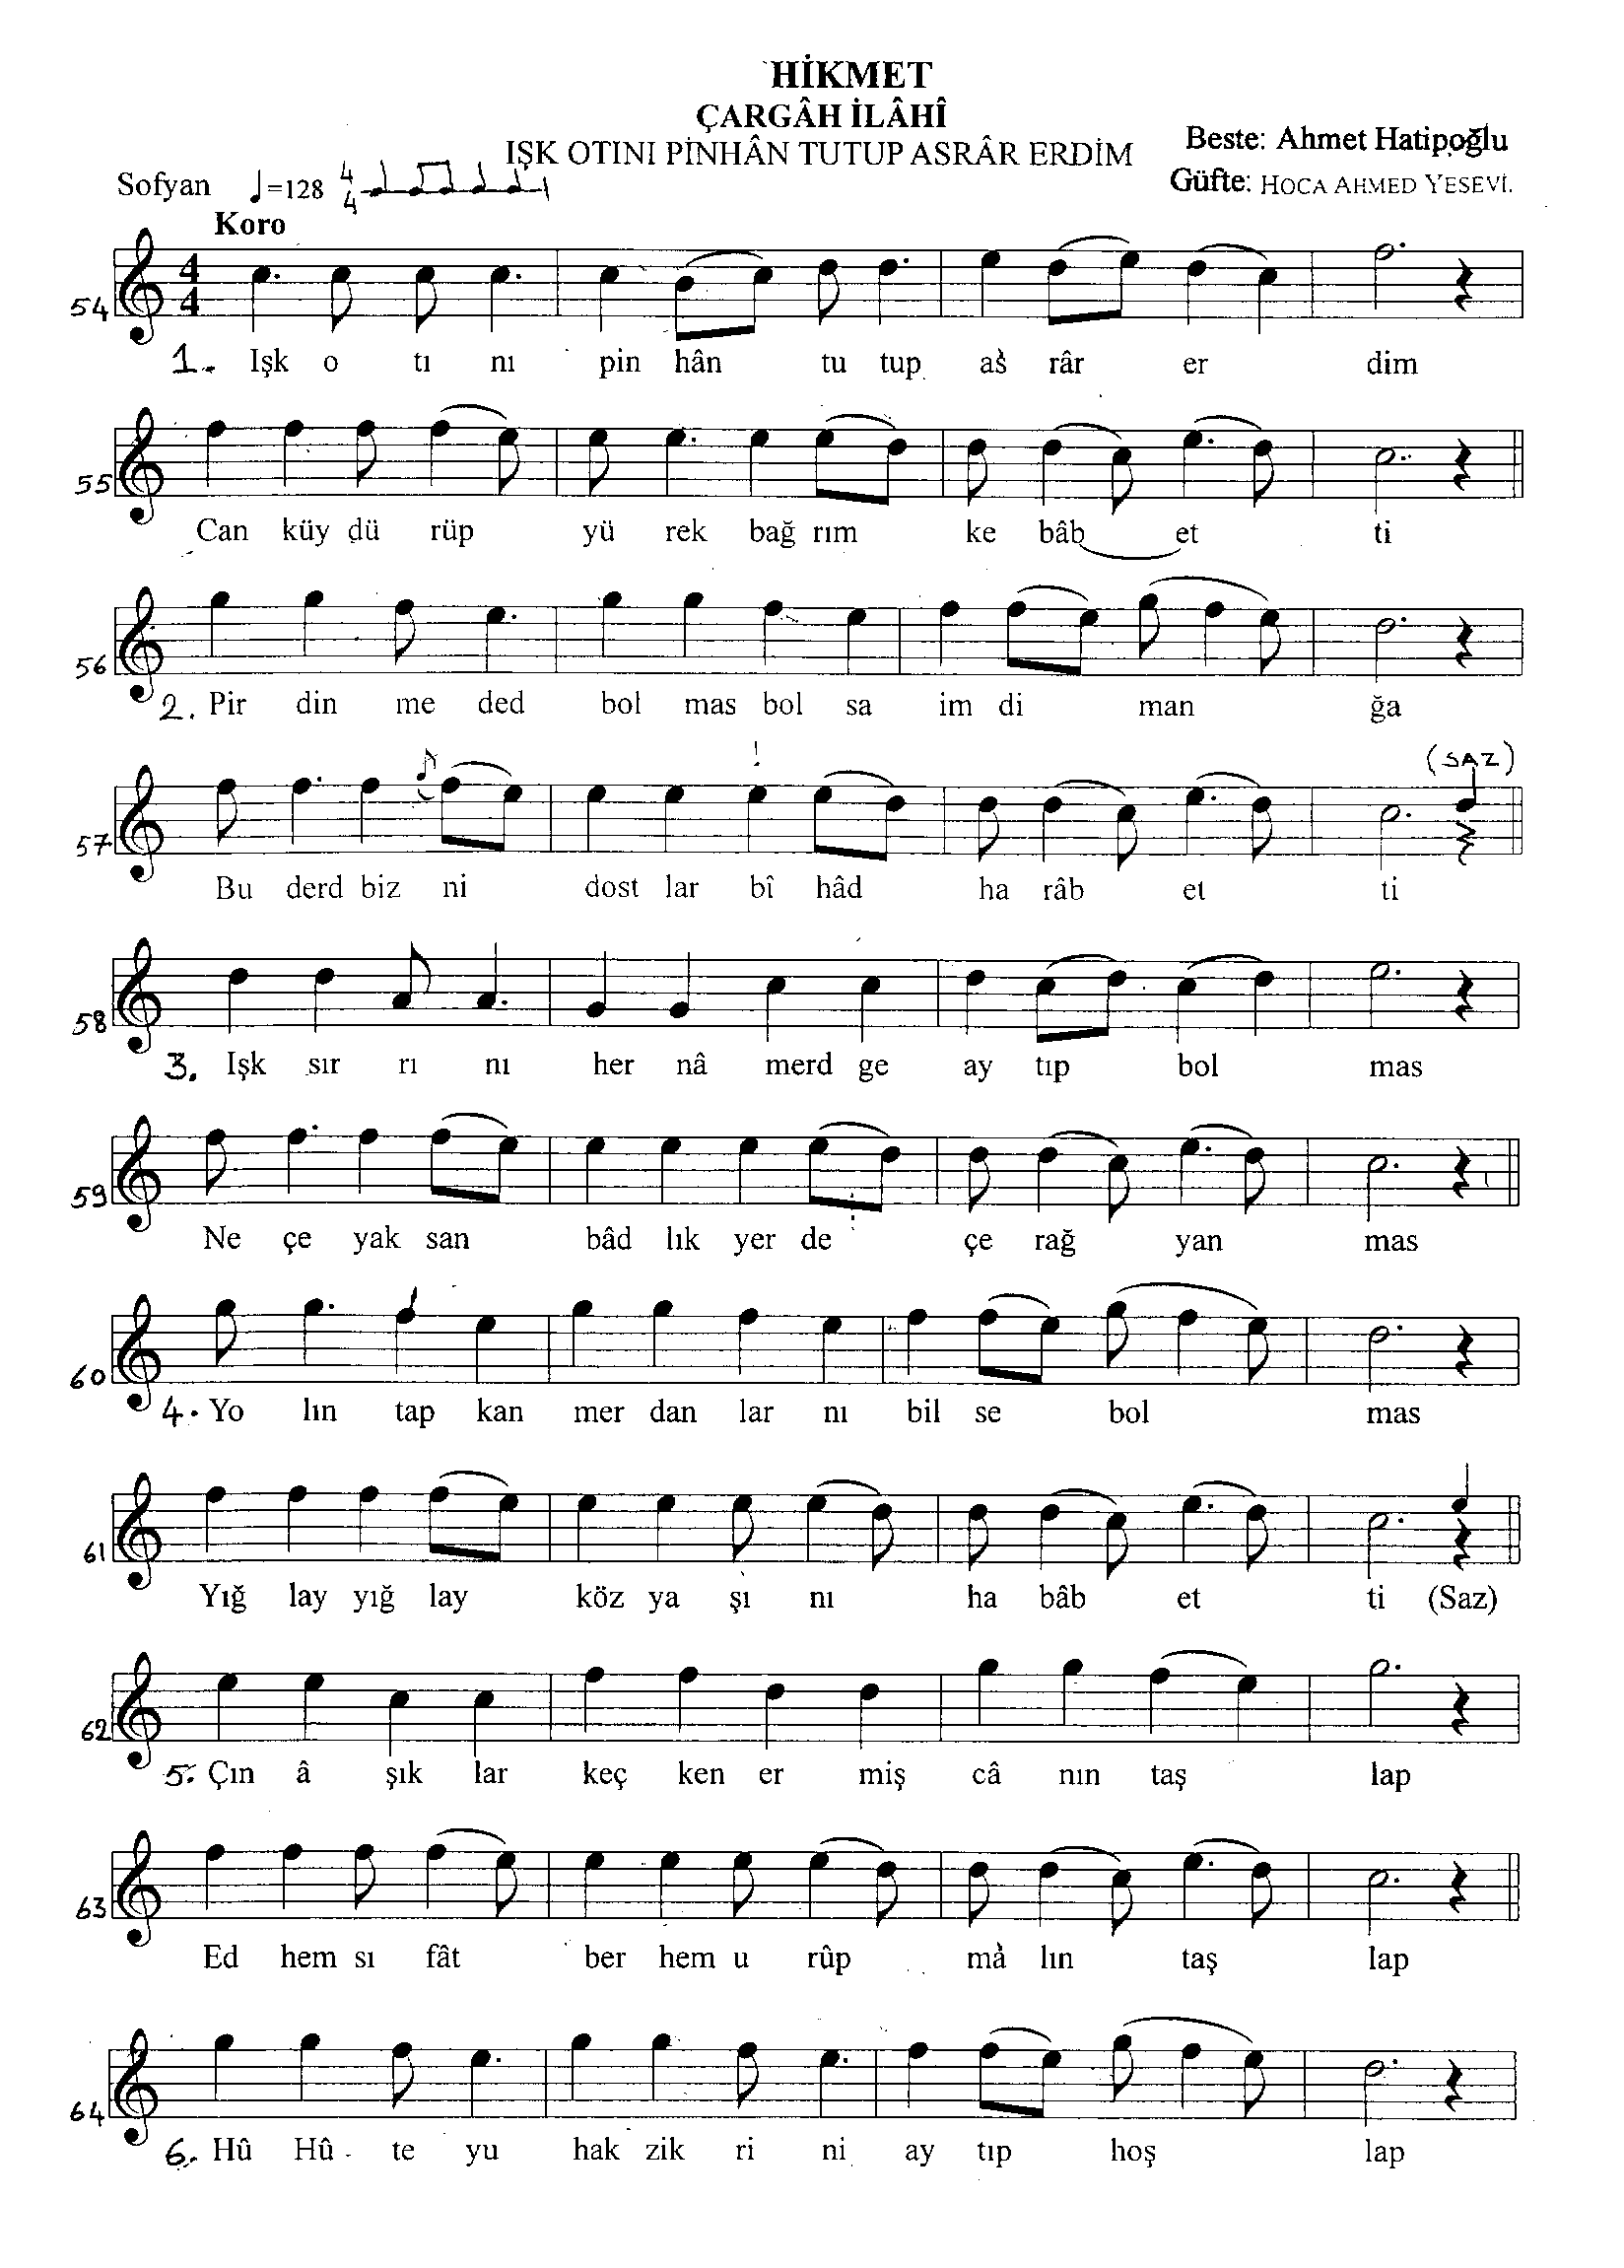 HİKMET
ÇARGÂH İLÂHÎ
IŞK OTINI PİNHÂN TUTUP ASRÂR ERDİM
Beste: Ahmet Hatipoğlu
Güfte: HOCA AHMED YESEVİ.
Sofyan ♩=128 4/4
Koro
54
1. Işk o tı nı pin hân tu tup as râr er dim
55
Can küy dü rüp yü rek bağ rım ke bâb et ti
56
2. Pir din me ded bol mas bol sa im di man ğa
(SAZ)
57
Bu derd biz ni dost lar bî hâd ha râb et ti
58
3. Işk sır rı nı her nâ merd ge ay tıp bol mas
59
Ne çe yak san bâd lık yer de çe rağ yan mas
60
4. Yo lın tap kan mer dan lar nı bil se bol mas
61
Yığ lay yığ lay köz ya şı nı ha bâb et ti (Saz)
62
5. Çın â şık lar keç ken er miş câ nın taş lap
63
Ed hem sı fât ber hem u rûp mâ lın taş lap
64
6. Hû Hû te yu hak zik ri ni ay tıp hoş lap